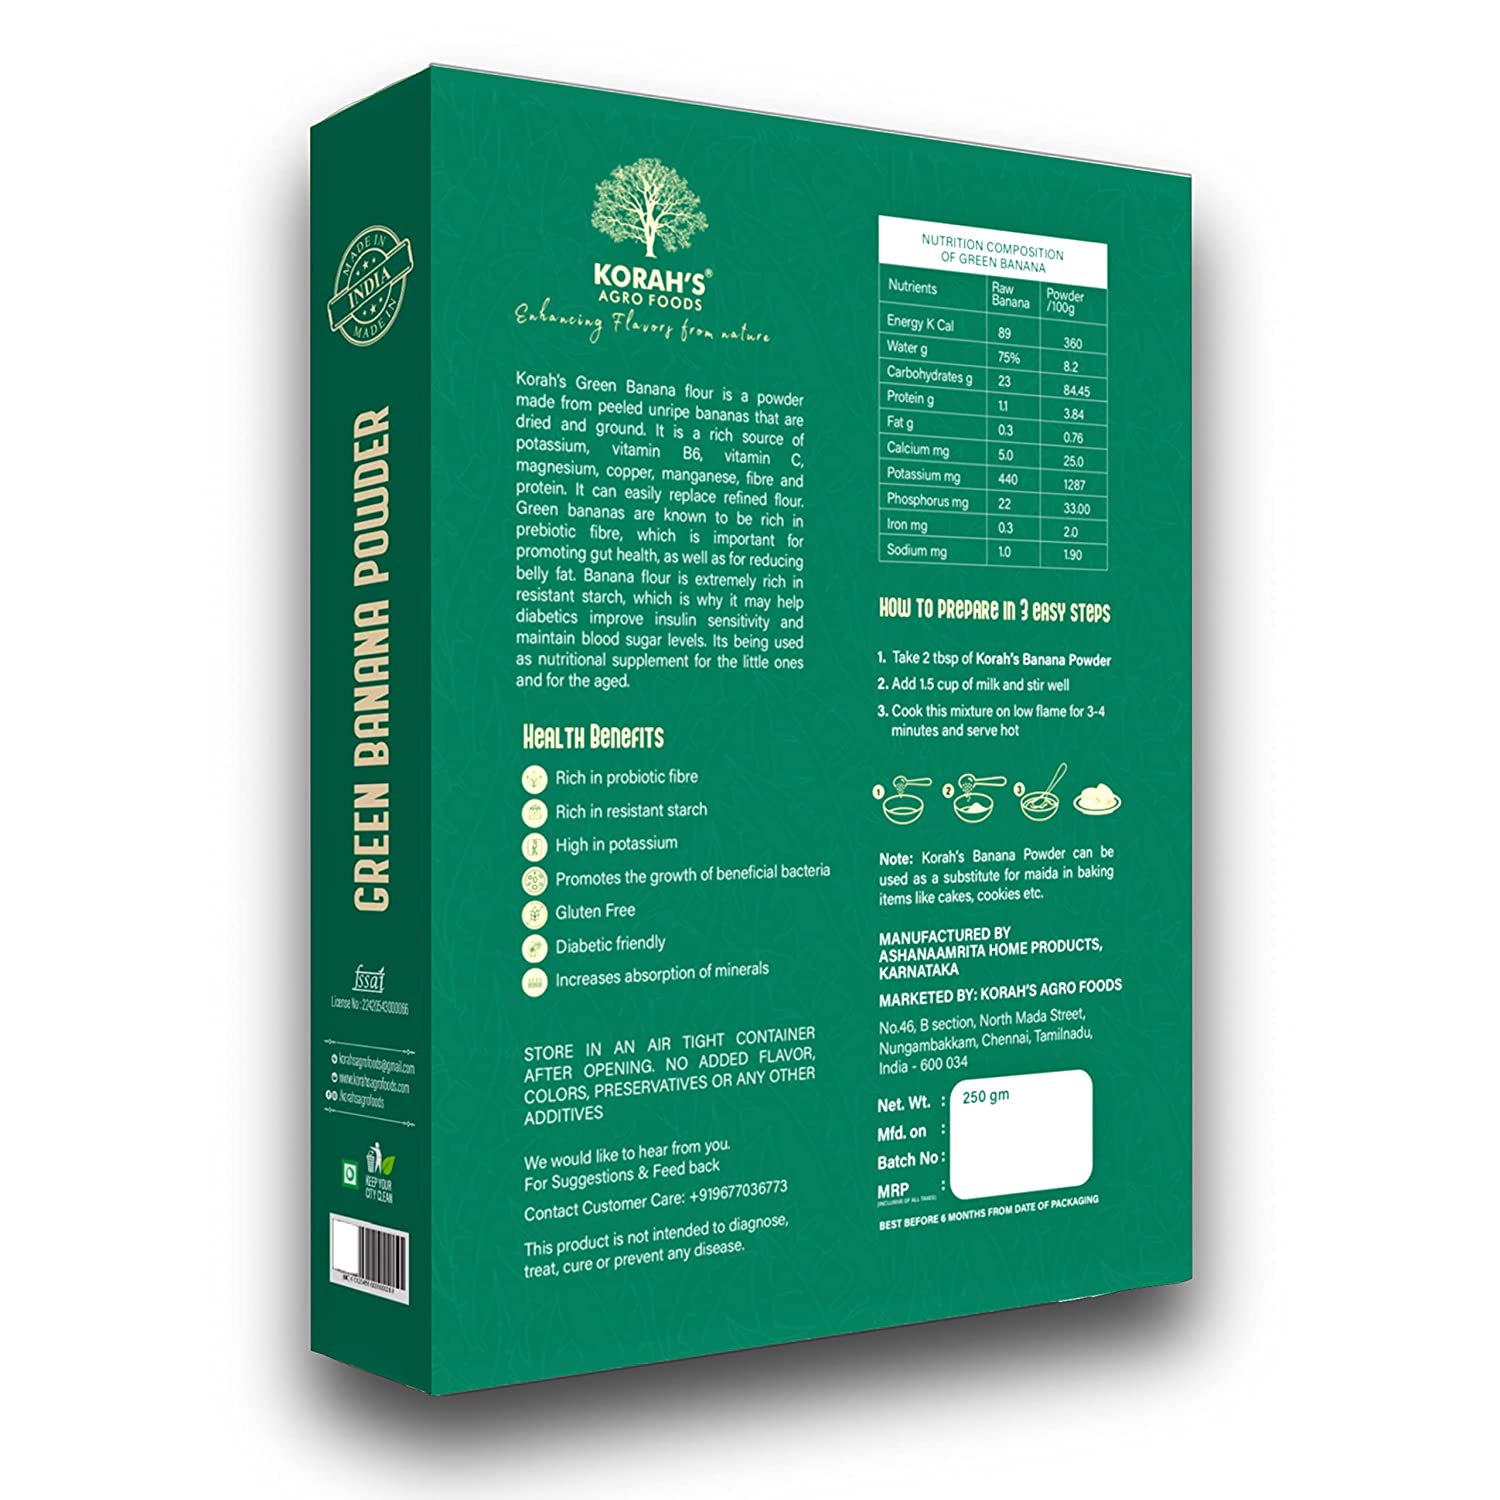 MADE IN
INDIA
MADE IN
GREEN BANANA POWDER
fssai
License No : 22420543000066
korahsagrofoods@gmail.com
www.korahsagrofoods.com
/korahsagrofoods
KEEP YOUR
CITY CLEAN
KORAH'S®
AGRO FOODS
Enhancing Flavors from nature
Korah's Green Banana flour is a powder
made from peeled unripe bananas that are
dried and ground. It is a rich source of
potassium, vitamin B6, vitamin C,
magnesium, copper, manganese, fibre and
protein. It can easily replace refined flour.
Green bananas are known to be rich in
prebiotic fibre, which is important for
promoting gut health, as well as for reducing
belly fat. Banana flour is extremely rich in
resistant starch, which is why it may help
diabetics improve insulin sensitivity and
maintain blood sugar levels. Its being used
as nutritional supplement for the little ones
and for the aged.
HEALTH BENEFITS
Rich in probiotic fibre
Rich in resistant starch
High in potassium
Promotes the growth of beneficial bacteria
Gluten Free
Diabetic friendly
Increases absorption of minerals
STORE IN AN AIR TIGHT CONTAINER
AFTER OPENING. NO ADDED FLAVOR,
COLORS, PRESERVATIVES OR ANY OTHER
ADDITIVES
We would like to hear from you.
For Suggestions & Feed back
Contact Customer Care: +919677036773
This product is not intended to diagnose,
treat, cure or prevent any disease.
NUTRITION COMPOSITION
OF GREEN BANANA
Nutrients Raw Banana Powder /100g
Energy K Cal 89 360
Water g 75% 8.2
Carbohydrates g 23 84.45
Protein g 1.1 3.84
Fat g 0.3 0.76
Calcium mg 5.0 25.0
Potassium mg 440 1287
Phosphorus mg 22 33.00
Iron mg 0.3 2.0
Sodium mg 1.0 1.90
HOW TO PREPARE IN 3 EASY STEPS
1. Take 2 tbsp of Korah's Banana Powder
2. Add 1.5 cup of milk and stir well
3. Cook this mixture on low flame for 3-4
minutes and serve hot
1 2 3
Note: Korah's Banana Powder can be
used as a substitute for maida in baking
items like cakes, cookies etc.
MANUFACTURED BY
ASHANAAMRITA HOME PRODUCTS,
KARNATAKA
MARKETED BY: KORAH'S AGRO FOODS
No.46, B section, North Mada Street,
Nungambakkam, Chennai, Tamilnadu,
India - 600 034
Net. Wt. : 250 gm
Mfd. on :
Batch No :
MRP :
(INCLUSIVE OF ALL TAXES)
BEST BEFORE 6 MONTHS FROM DATE OF PACKAGING